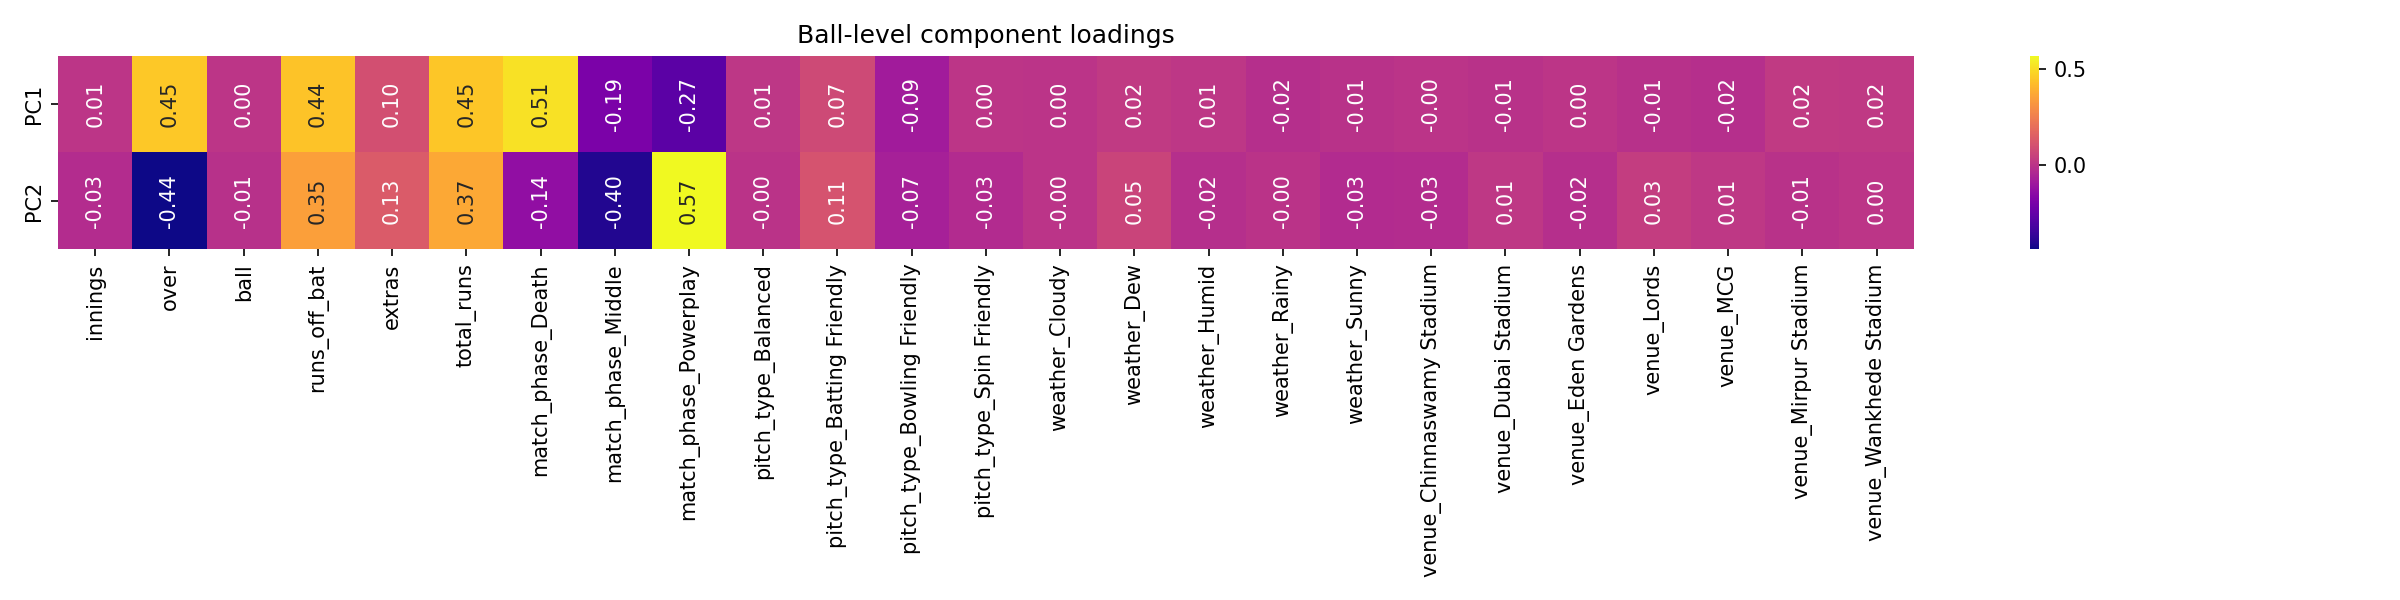 Ball-level component loadings
PC1
0.01 0.45 0.00 0.44 0.10 0.45 0.51 -0.19 -0.27 0.01 0.07 -0.09 0.00 0.00 0.02 0.01 -0.02 -0.01 -0.00 -0.01 0.00 -0.01 -0.02 0.02 0.02
PC2
-0.03 -0.44 -0.01 0.35 0.13 0.37 -0.14 -0.40 0.57 -0.00 0.11 -0.07 -0.03 -0.00 0.05 -0.02 -0.00 -0.03 -0.03 0.01 -0.02 0.03 0.01 -0.01 0.00
innings
over
ball
runs_off_bat
extras
total_runs
match_phase_Death
match_phase_Middle
match_phase_Powerplay
pitch_type_Balanced
pitch_type_Batting Friendly
pitch_type_Bowling Friendly
pitch_type_Spin Friendly
weather_Cloudy
weather_Dew
weather_Humid
weather_Rainy
weather_Sunny
venue_Chinnaswamy Stadium
venue_Dubai Stadium
venue_Eden Gardens
venue_Lords
venue_MCG
venue_Mirpur Stadium
venue_Wankhede Stadium
0.5
0.0